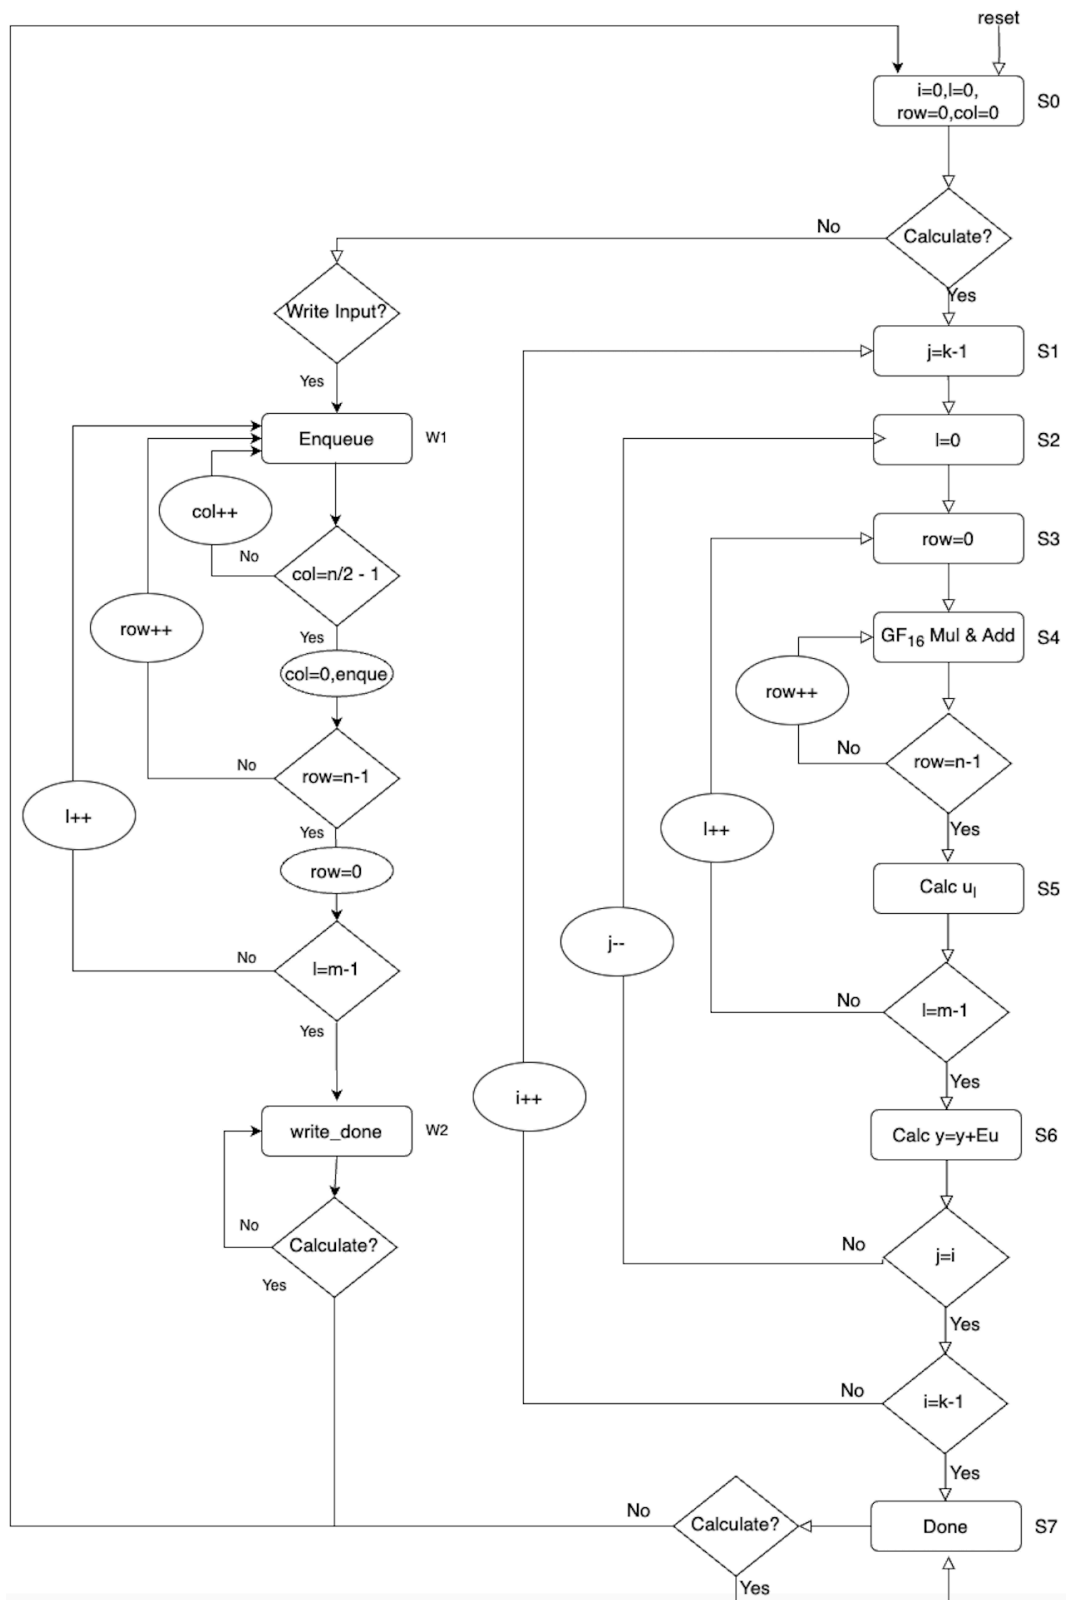 reset
i=0,l=0,
row=0,col=0
S0
No
Calculate?
Yes
Write Input?
Yes
j=k-1
S1
Enqueue
W1
l=0
S2
col++
No
col=n/2 - 1
row=0
S3
row++
Yes
col=0,enque
GF16 Mul & Add
S4
row++
No
row=n-1
No
row=n-1
Yes
l++
Yes
row=0
l++
Calc ul
S5
No
l=m-1
Yes
j--
No
l=m-1
Yes
i++
write_done
W2
Calc y=y+Eu
S6
No
Calculate?
Yes
No
j=i
Yes
No
i=k-1
Yes
No
Calculate?
Yes
Done
S7